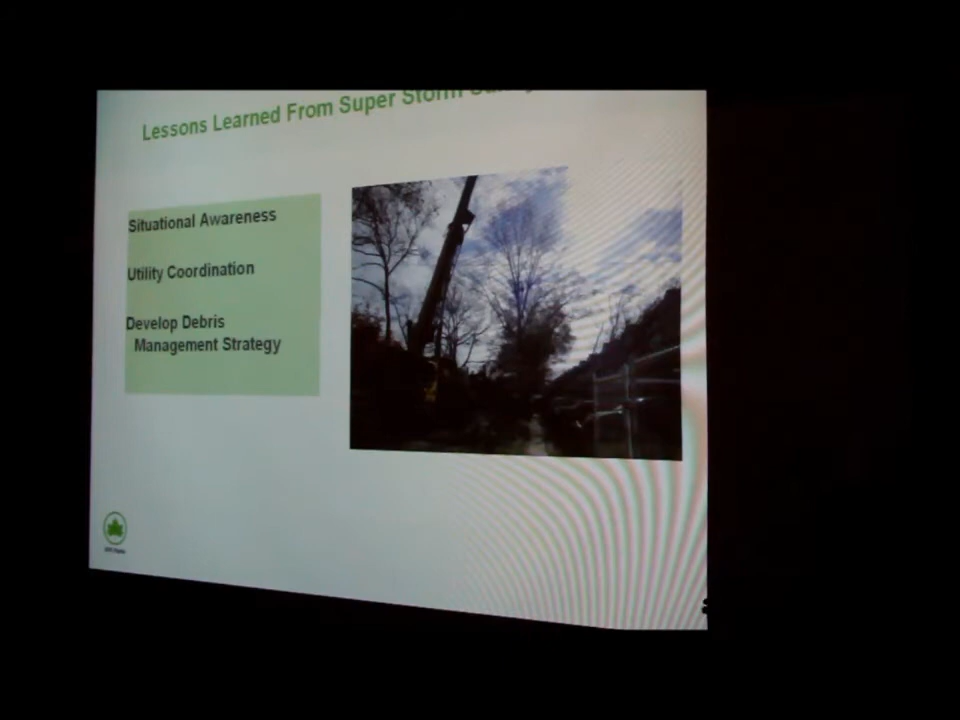 Lessons Learned From Super Storm
Situational Awareness
Utility Coordination
Develop Debris
Management Strategy